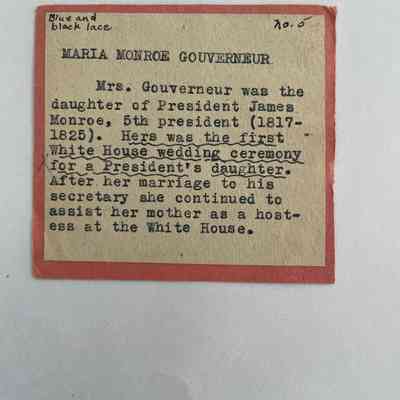 Blue and
black lace
no. 5
MARIA MONROE GOUVERNEUR
Mrs. Gouverneur was the
daughter of President James
Monroe, 5th president (1817-
1825). Hers was the first
White House wedding ceremony
for a President's daughter.
After her marriage to his
secretary she continued to
assist her mother as a host-
ess at the White House.